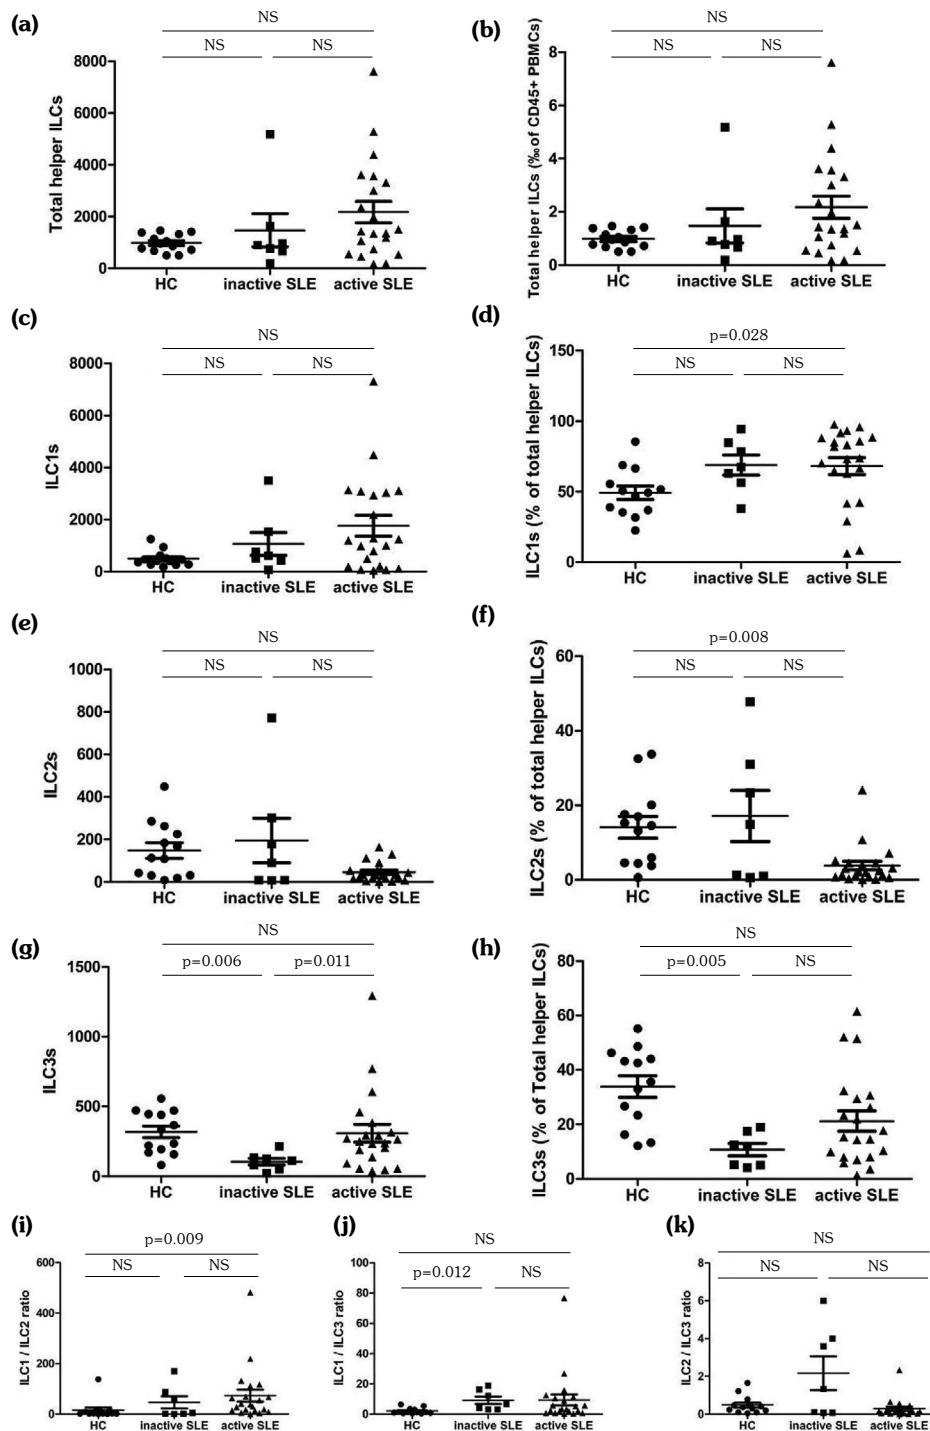 (a)
NS
NS
NS
Total helper ILCs
8000
6000
4000
2000
0
HC
inactive SLE
active SLE
(b)
NS
NS
NS
Total helper ILCs (‰of CD45+ PBMCs)
8
6
4
2
0
HC
inactive SLE
active SLE
(c)
NS
NS
NS
ILC1s
8000
6000
4000
2000
0
HC
inactive SLE
active SLE
(d)
p=0.028
NS
NS
ILC1s (% of total helper ILCs)
150
100
50
0
HC
inactive SLE
active SLE
(e)
NS
NS
NS
ILC2s
1000
800
600
400
200
0
HC
inactive SLE
active SLE
(f)
p=0.008
NS
NS
ILC2s (% of total helper ILCs)
60
40
20
0
HC
inactive SLE
active SLE
(g)
NS
p=0.006
p=0.011
ILC3s
1500
1000
500
0
HC
inactive SLE
active SLE
(h)
NS
p=0.005
NS
ILC3s (% of Total helper ILCs)
80
60
40
20
0
HC
inactive SLE
active SLE
(i)
p=0.009
NS
NS
ILC1 / ILC2 ratio
600
400
200
0
HC
inactive SLE
active SLE
(j)
NS
p=0.012
NS
ILC1 / ILC3 ratio
100
80
60
40
20
0
HC
inactive SLE
active SLE
(k)
NS
NS
NS
ILC2 / ILC3 ratio
8
6
4
2
0
HC
inactive SLE
active SLE